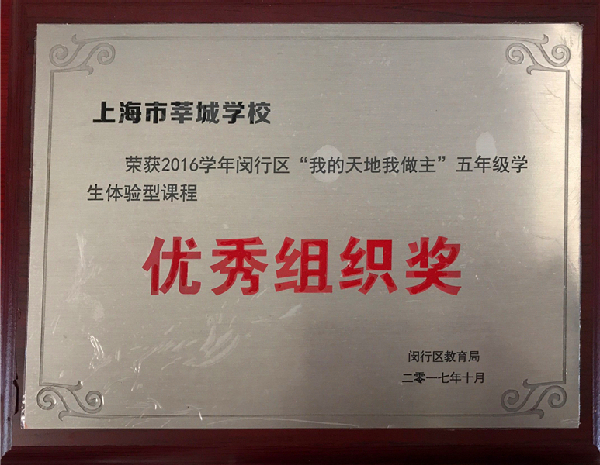 上海市莘城学校
荣获2016学年闵行区“我的天地我做主”五年级学
生体验型课程
优秀组织奖
闵行区教育局
二零一七年十月